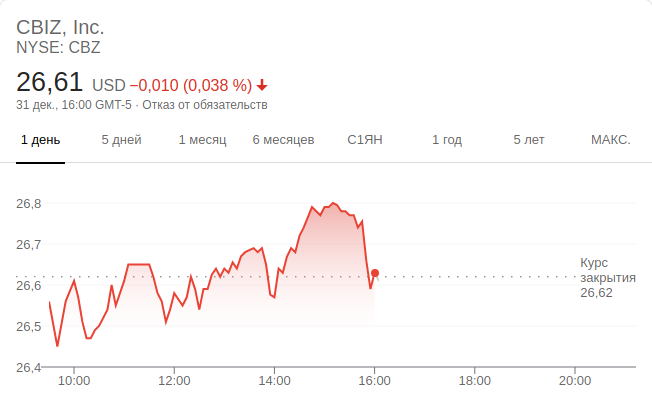 CBIZ, Inc.
NYSE: CBZ
26,61 USD −0,010 (0,038 %)
31 дек., 16:00 GMT-5 · Отказ от обязательств
1 день 5 дней 1 месяц 6 месяцев С1ЯН 1 год 5 лет МАКС.
26,8
26,7
26,6
26,5
26,4
Курс
закрытия
26,62
10:00 12:00 14:00 16:00 18:00 20:00